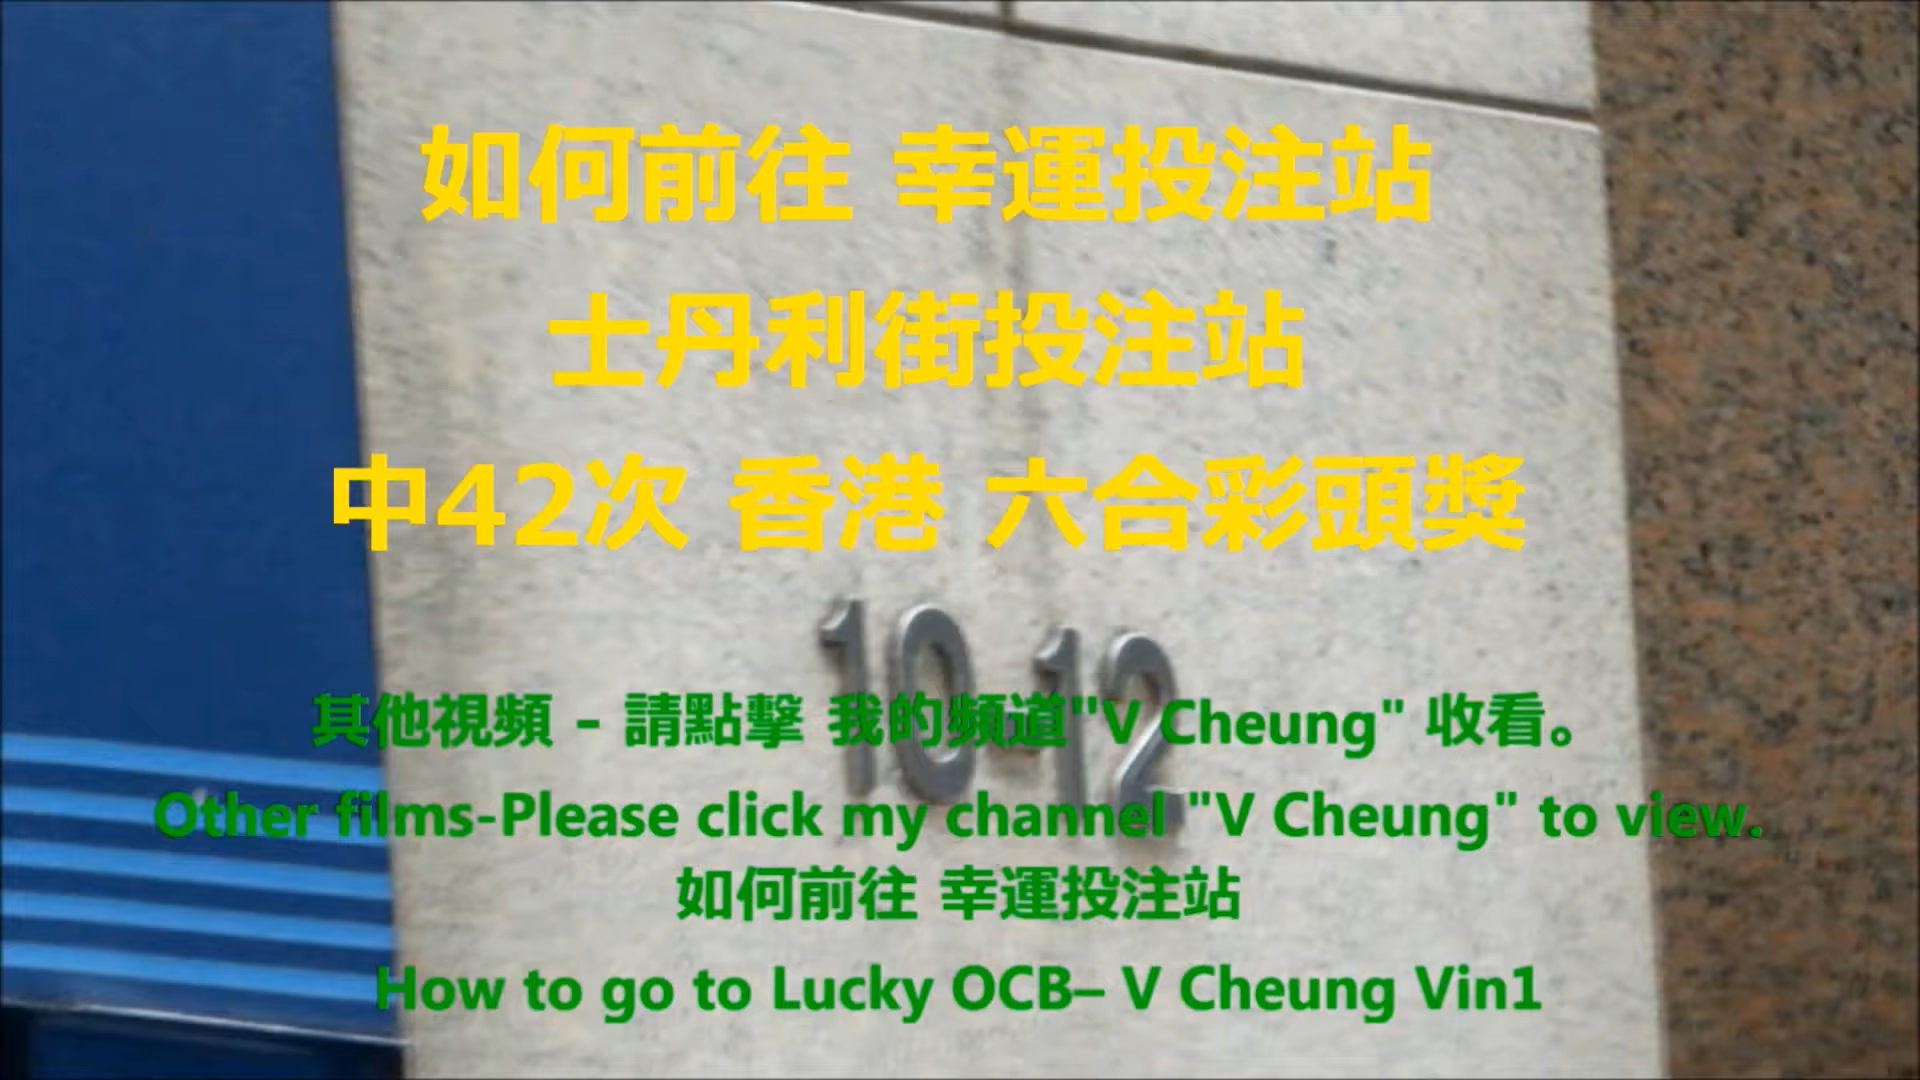 如何前往 幸運投注站
士丹利街投注站
中42次 香港 六合彩頭獎
10-12
其他視頻 - 請點擊 我的頻道"V Cheung" 收看。
Other films-Please click my channel "V Cheung" to view.
如何前往 幸運投注站
How to go to Lucky OCB– V Cheung Vin1